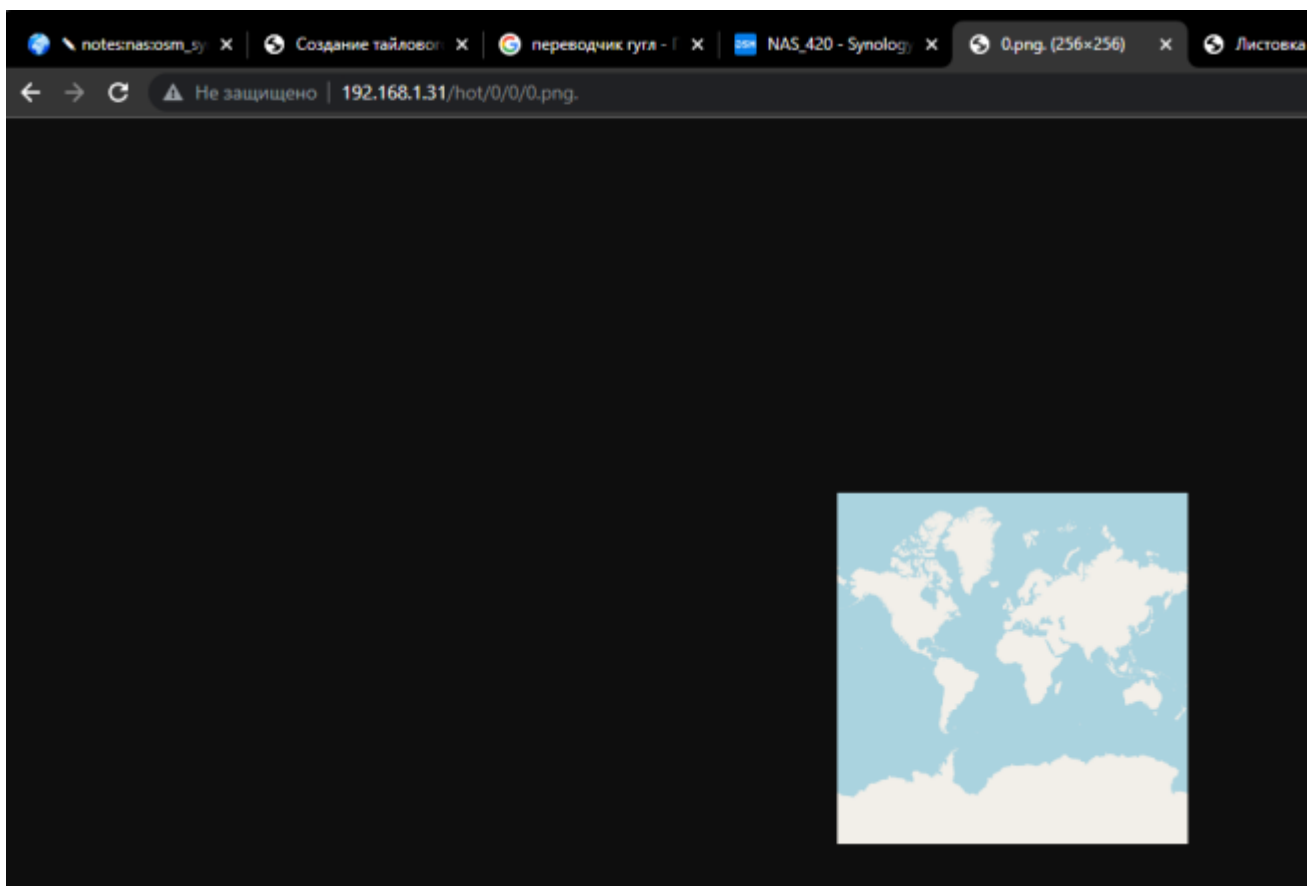 notes:nas:osm_sy
Создание тайловог
переводчик гугл - П
NAS_420 - Synology
0.png. (256×256)
Листовка
Не защищено | 192.168.1.31/hot/0/0/0.png.